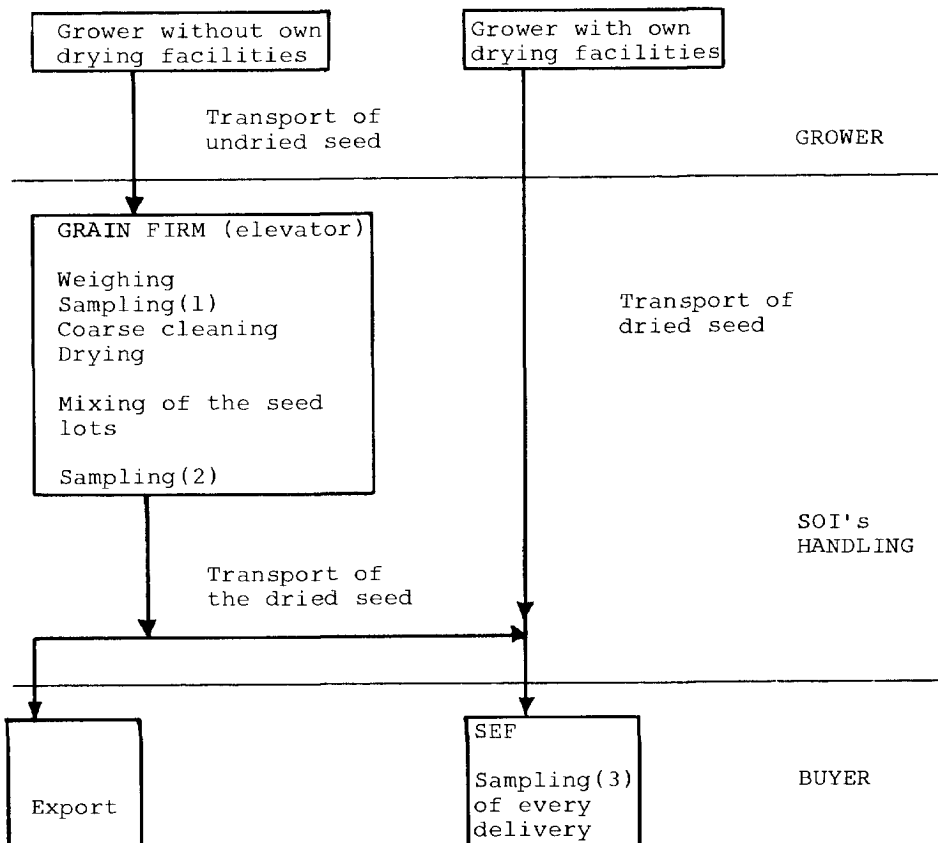 Grower without own
drying facilities
Grower with own
drying facilities
Transport of
undried seed
GROWER
GRAIN FIRM (elevator)
Weighing
Sampling(1)
Coarse cleaning
Drying
Mixing of the seed
lots
Sampling(2)
Transport of
dried seed
SOI's
HANDLING
Transport of
the dried seed
Export
SEF
Sampling(3)
of every
delivery
BUYER